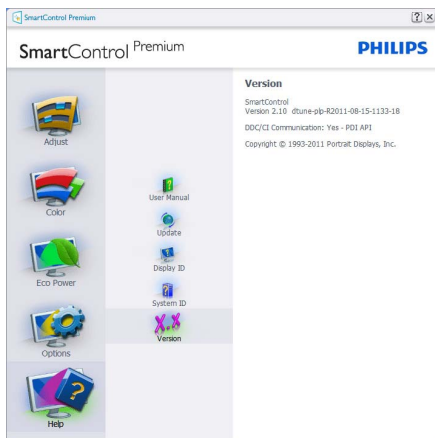 SmartControl Premium
SmartControl Premium
PHILIPS
Adjust
Color
Eco Power
Options
Help
User Manual
Update
Display ID
System ID
X.X
Version
Version
SmartControl
Version 2.10 dtune-plp-R2011-08-15-1133-18
DDC/CI Communication: Yes - PDI API
Copyright © 1993-2011 Portrait Displays, Inc.